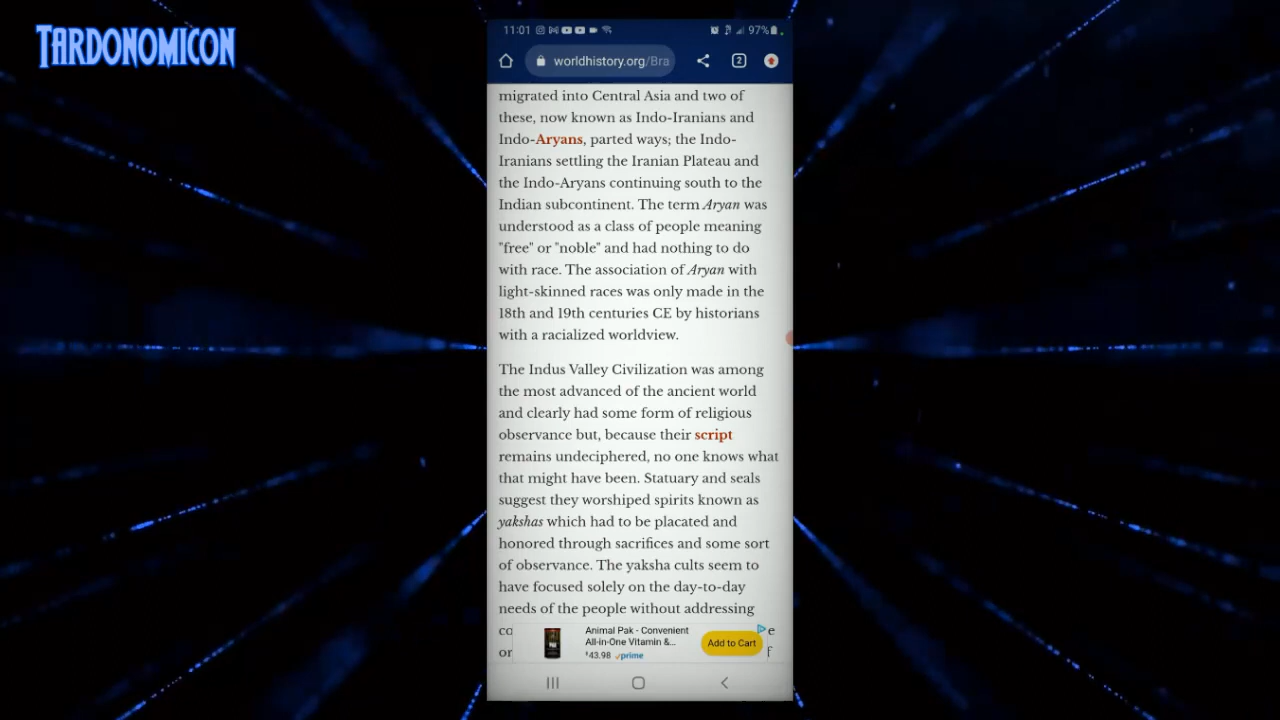 TARDONOMICON
11:01
97%
worldhistory.org/Bra
2
migrated into Central Asia and two of
these, now known as Indo-Iranians and
Indo-Aryans, parted ways; the Indo-
Iranians settling the Iranian Plateau and
the Indo-Aryans continuing south to the
Indian subcontinent. The term Aryan was
understood as a class of people meaning
"free" or "noble" and had nothing to do
with race. The association of Aryan with
light-skinned races was only made in the
18th and 19th centuries CE by historians
with a racialized worldview.
The Indus Valley Civilization was among
the most advanced of the ancient world
and clearly had some form of religious
observance but, because their script
remains undeciphered, no one knows what
that might have been. Statuary and seals
suggest they worshiped spirits known as
yakshas which had to be placated and
honored through sacrifices and some sort
of observance. The yaksha cults seem to
have focused solely on the day-to-day
needs of the people without addressing
co
e
or
f
Animal Pak - Convenient
All-in-One Vitamin &...
$43.98 prime
Add to Cart